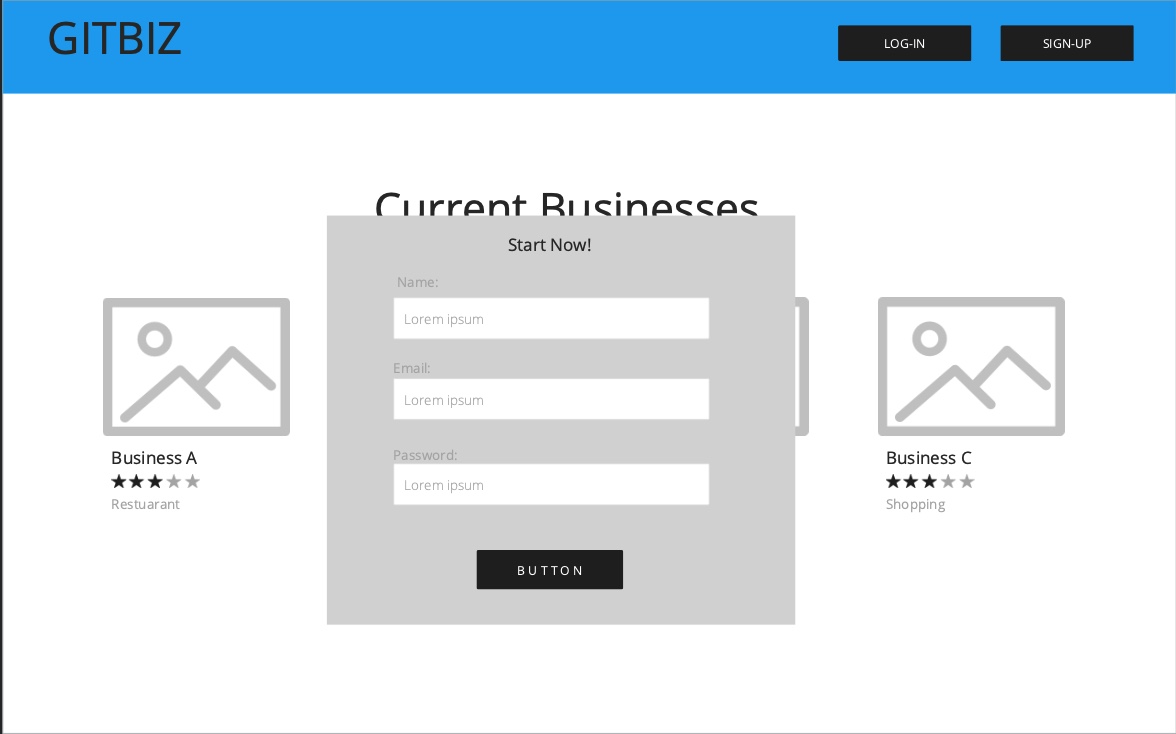 GITBIZ
LOG-IN
SIGN-UP
Current Businesses
Start Now!
Name:
Lorem ipsum
Email:
Lorem ipsum
Password:
Lorem ipsum
BUTTON
Business A
Restuarant
Business C
Shopping